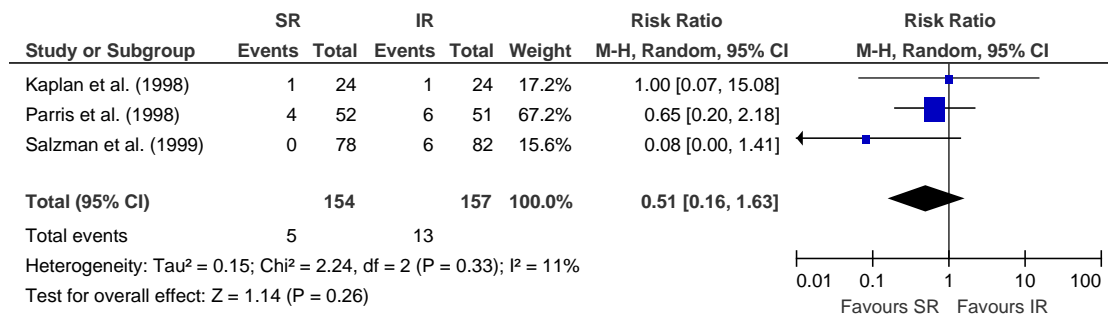 SR IR Risk Ratio Risk Ratio
Study or Subgroup Events Total Events Total Weight M-H, Random, 95% CI M-H, Random, 95% CI
Kaplan et al. (1998) 1 24 1 24 17.2% 1.00 [0.07, 15.08]
Parris et al. (1998) 4 52 6 51 67.2% 0.65 [0.20, 2.18]
Salzman et al. (1999) 0 78 6 82 15.6% 0.08 [0.00, 1.41]
Total (95% CI) 154 157 100.0% 0.51 [0.16, 1.63]
Total events 5 13
Heterogeneity: Tau² = 0.15; Chi² = 2.24, df = 2 (P = 0.33); I² = 11%
Test for overall effect: Z = 1.14 (P = 0.26)
0.01 0.1 1 10 100
Favours SR Favours IR